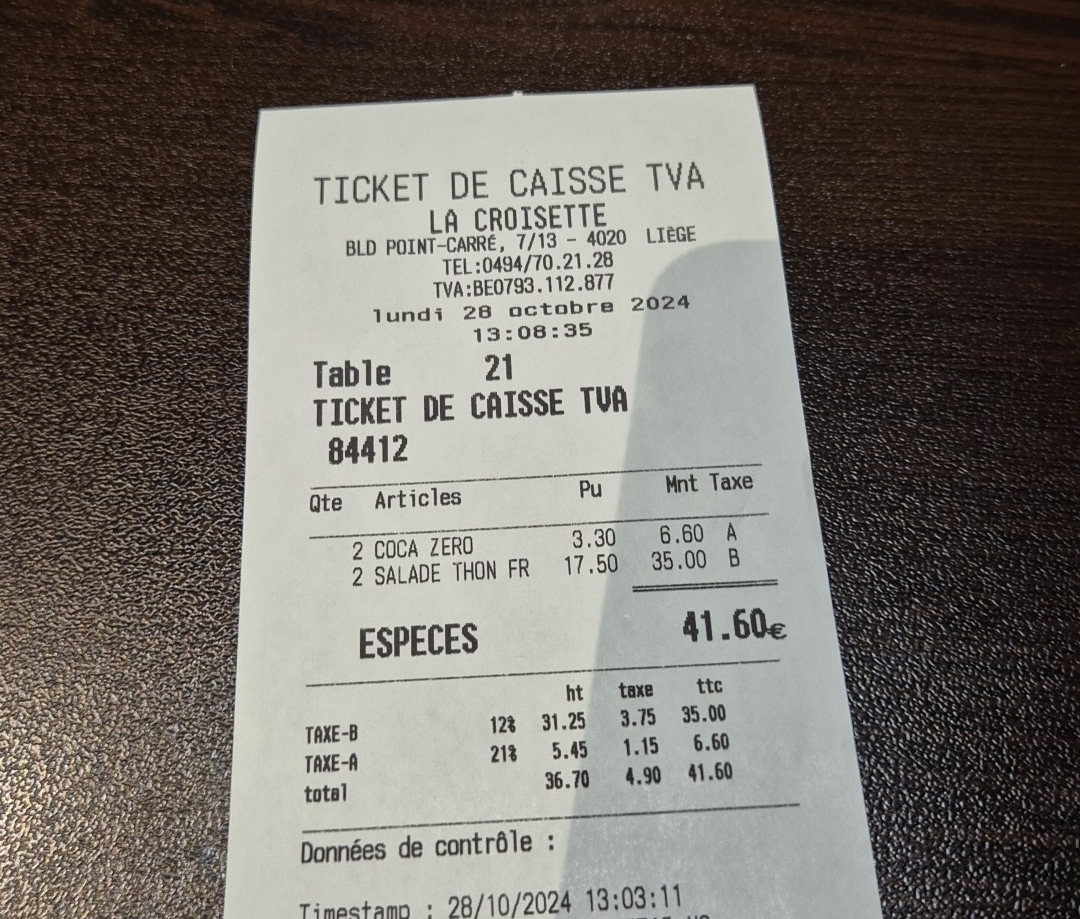 TICKET DE CAISSE TVA
LA CROISETTE
BLD POINT-CARRÉ, 7/13 - 4020 LIÈGE
TEL:0494/70.21.28
TVA:BE0793.112.877
lundi 28 octobre 2024
13:08:35
Table 21
TICKET DE CAISSE TVA
84412
Qte Articles Pu Mnt Taxe
2 COCA ZERO 3.30 6.60 A
2 SALADE THON FR 17.50 35.00 B
ESPECES 41.60€
ht taxe ttc
TAXE-B 12% 31.25 3.75 35.00
TAXE-A 21% 5.45 1.15 6.60
total 36.70 4.90 41.60
Données de contrôle :
Timestamp : 28/10/2024 13:03:11